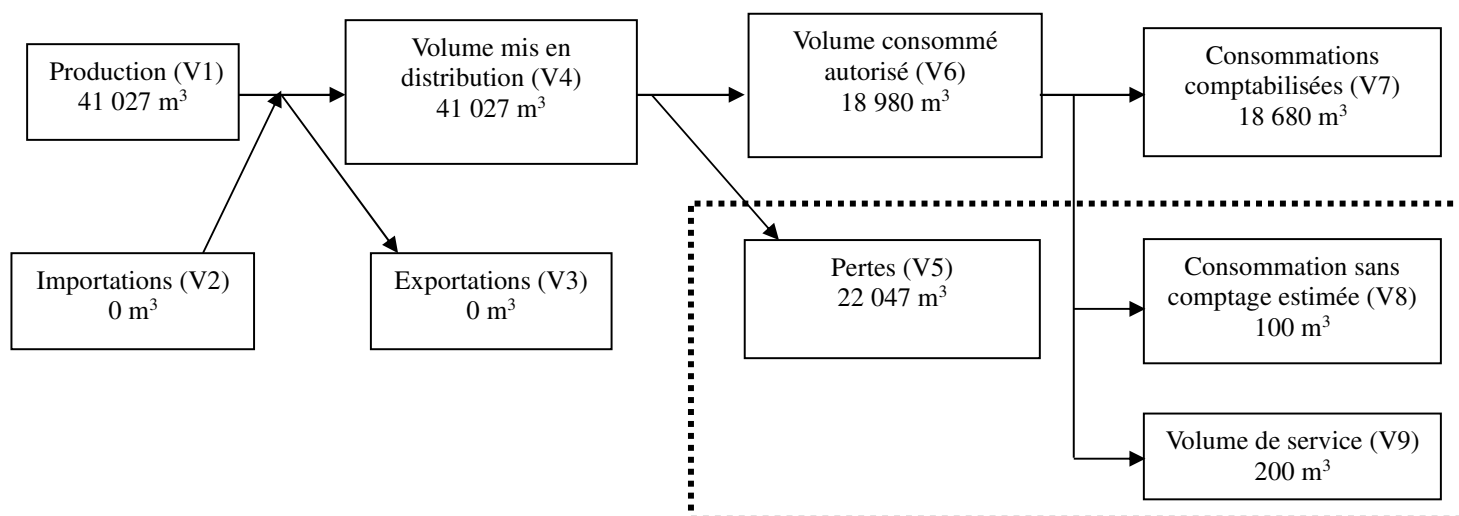 Production (V1)
41 027 m³
Volume mis en
distribution (V4)
41 027 m³
Volume consommé
autorisé (V6)
18 980 m³
Consommations
comptabilisées (V7)
18 680 m³
Importations (V2)
0 m³
Exportations (V3)
0 m³
Pertes (V5)
22 047 m³
Consommation sans
comptage estimée (V8)
100 m³
Volume de service (V9)
200 m³